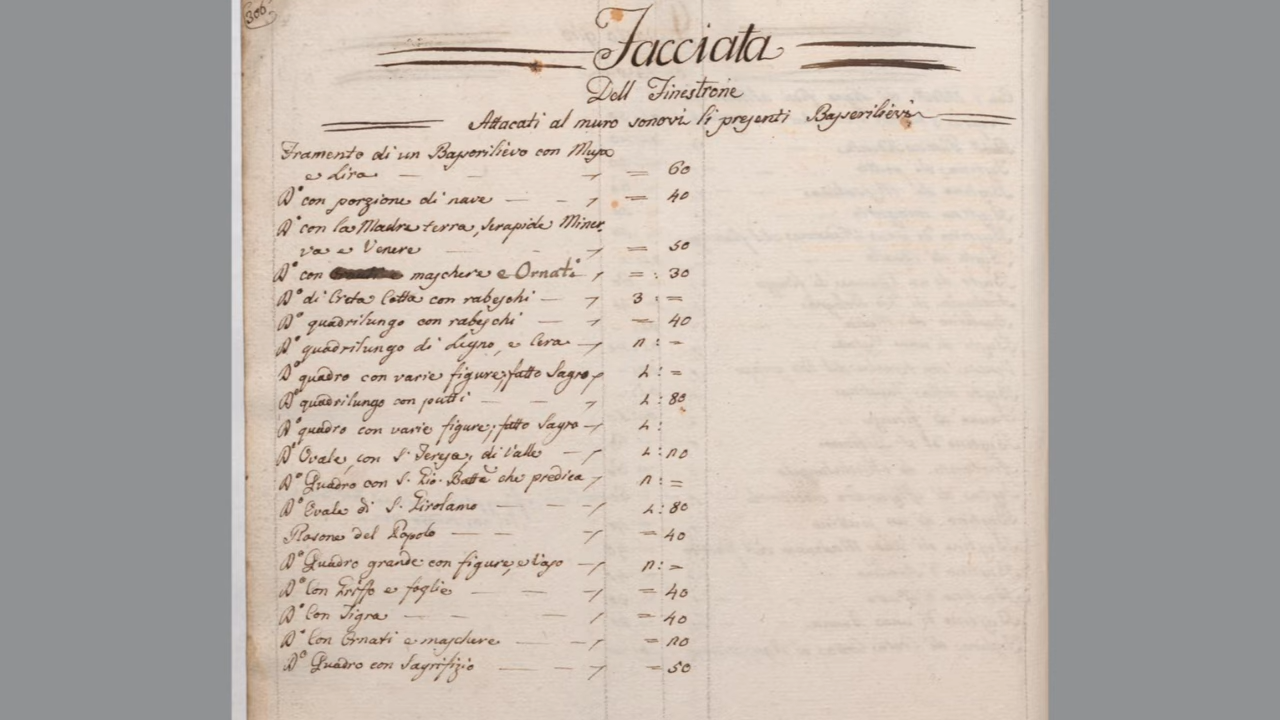 306
Facciata
Dell Finestrone
Attacati al muro sonovi li presenti Bassirilievi
Framento di un Bassorilievo con Musa
e Lira = 60
D.º con porzione di nave = 40
D.º con la Madre terra, Serapide Miner,
va e Venere = 50
D.º con maschere e Ornati = : 30
D.º di Creta Cotta con rabeschi 3 : =
D.º quadrilungo con rabeschi = 40
D.º quadrilungo di Legno, e Cera n : =
D.º quadro con varie figure, fatto Sagro : =
D.º quadrilungo con putti : 80
D.º quadro con varie figure, fatto Sagro :
D.º Ovale, con S. Teresa, di Valle : no
D.º Quadro con S. Gio. Batta che predica n : =
D.º Ovale di S. Girolamo : 80
Rosone del Popolo = 40
D.º Quadro grande con figure, e Vaso n : =
D.º Con Griffo e foglie = 40
D.º Con Tigra = 40
D.º Con Ornati e maschere = no
D.º Quadro con Sagrifizio = 50